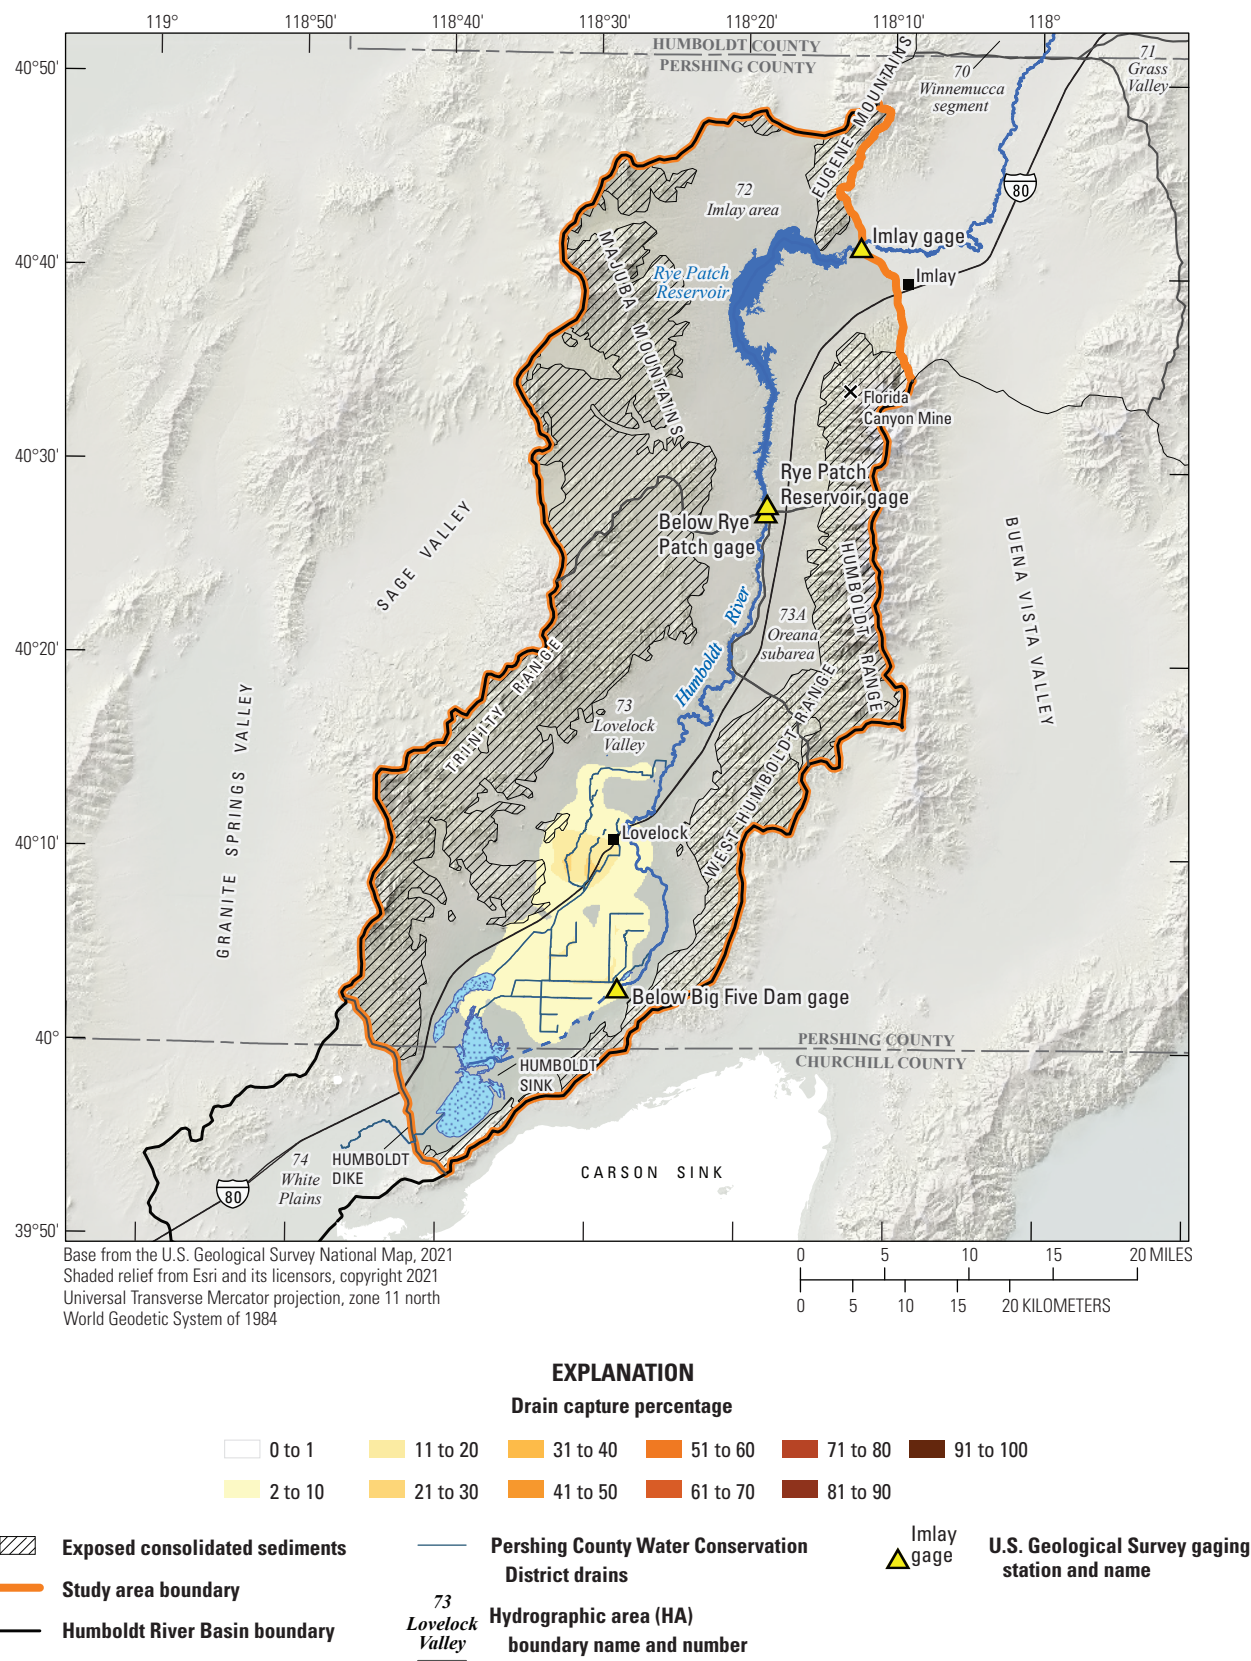 119°
118°50'
118°40'
118°30'
118°20'
118°10'
118°
40°50'
40°40'
40°30'
40°20'
40°10'
40°
39°50'
HUMBOLDT COUNTY
PERSHING COUNTY
70
Winnemucca
segment
71
Grass
Valley
80
EUGENE MOUNTAINS
72
Imlay area
Imlay gage
Imlay
Rye Patch
Reservoir
MAJUBA MOUNTAINS
Florida
Canyon Mine
Rye Patch
Reservoir gage
Below Rye
Patch gage
SAGE VALLEY
BUENA VISTA VALLEY
HUMBOLDT RANGE
Humboldt River
73A
Oreana
subarea
TRINITY RANGE
73
Lovelock
Valley
WEST HUMBOLDT RANGE
GRANITE SPRINGS VALLEY
Lovelock
Below Big Five Dam gage
PERSHING COUNTY
CHURCHILL COUNTY
HUMBOLDT
SINK
HUMBOLDT
DIKE
74
White
Plains
80
CARSON SINK
Base from the U.S. Geological Survey National Map, 2021
Shaded relief from Esri and its licensors, copyright 2021
Universal Transverse Mercator projection, zone 11 north
World Geodetic System of 1984
0 5 10 15 20 MILES
0 5 10 15 20 KILOMETERS
EXPLANATION
Drain capture percentage
0 to 1
11 to 20
31 to 40
51 to 60
71 to 80
91 to 100
2 to 10
21 to 30
41 to 50
61 to 70
81 to 90
Exposed consolidated sediments
Study area boundary
Humboldt River Basin boundary
Pershing County Water Conservation
District drains
73
Lovelock
Valley
Hydrographic area (HA)
boundary name and number
Imlay
gage
U.S. Geological Survey gaging
station and name